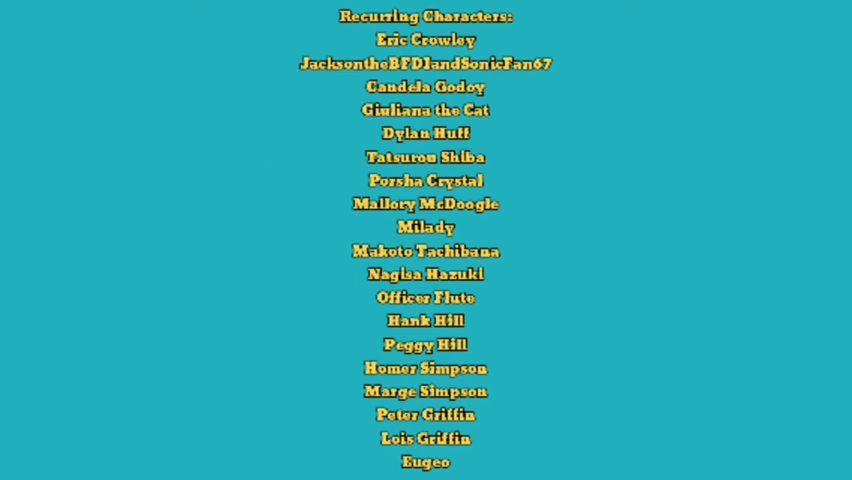 Recurring Characters:
Eric Crowley
JacksontheBFDIandSonicFan67
Candela Godoy
Giuliana the Cat
Dylan Huff
Tatsurou Shiba
Porsha Crystal
Mallory McDoogle
Milady
Makoto Tachibana
Nagisa Hazuki
Officer Flute
Hank Hill
Peggy Hill
Homer Simpson
Marge Simpson
Peter Griffin
Lois Griffin
Eugeo